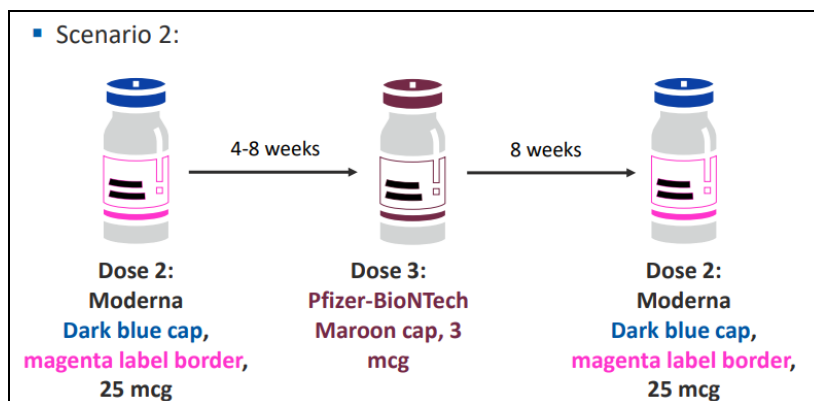 Scenario 2:
4-8 weeks
8 weeks
Dose 2:
Moderna
Dark blue cap,
magenta label border,
25 mcg
Dose 3:
Pfizer-BioNTech
Maroon cap, 3
mcg
Dose 2:
Moderna
Dark blue cap,
magenta label border,
25 mcg